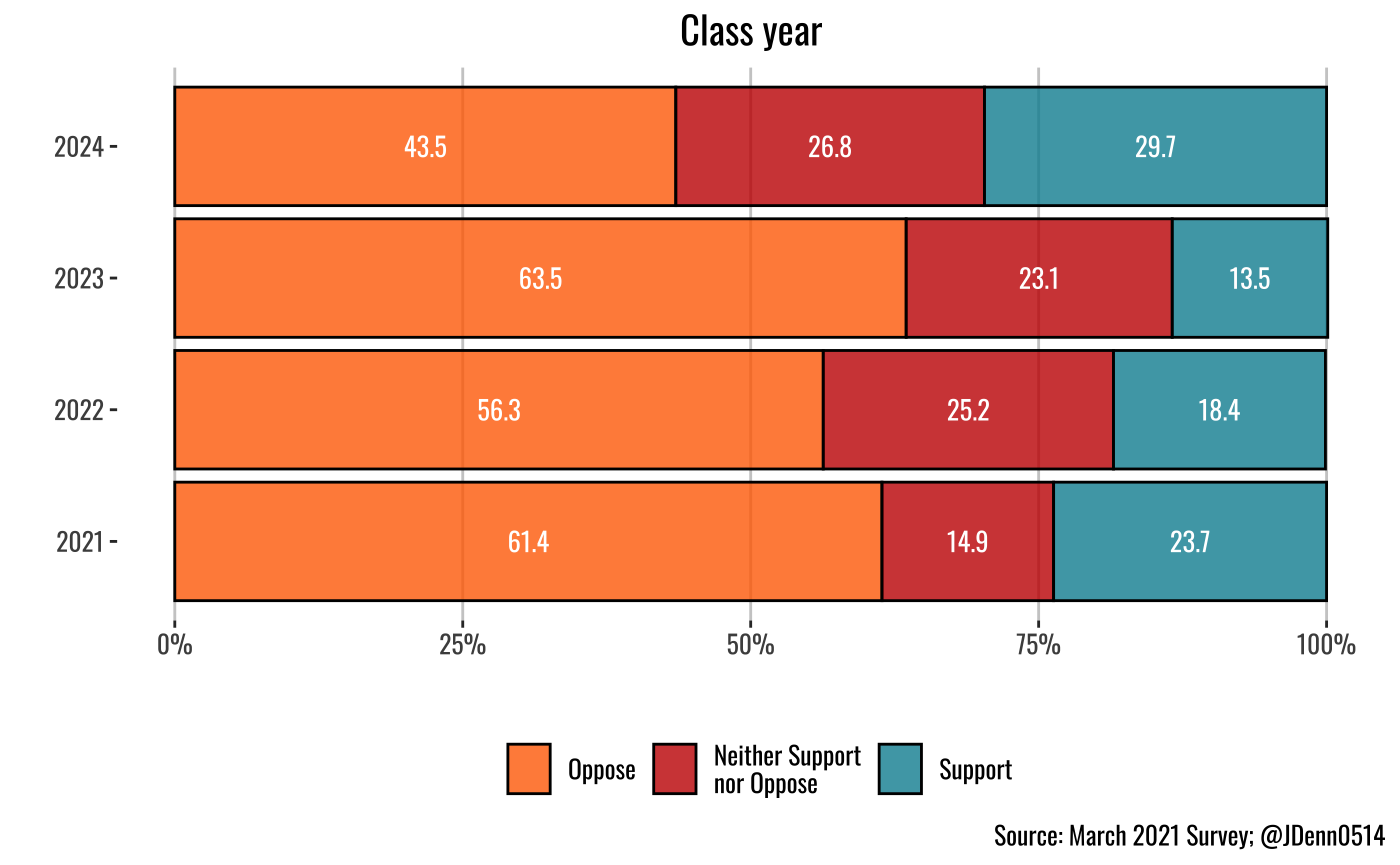 Class year
2024
43.5 26.8 29.7
2023
63.5 23.1 13.5
2022
56.3 25.2 18.4
2021
61.4 14.9 23.7
0% 25% 50% 75% 100%
Oppose
Neither Support
nor Oppose
Support
Source: March 2021 Survey; @JDenn0514